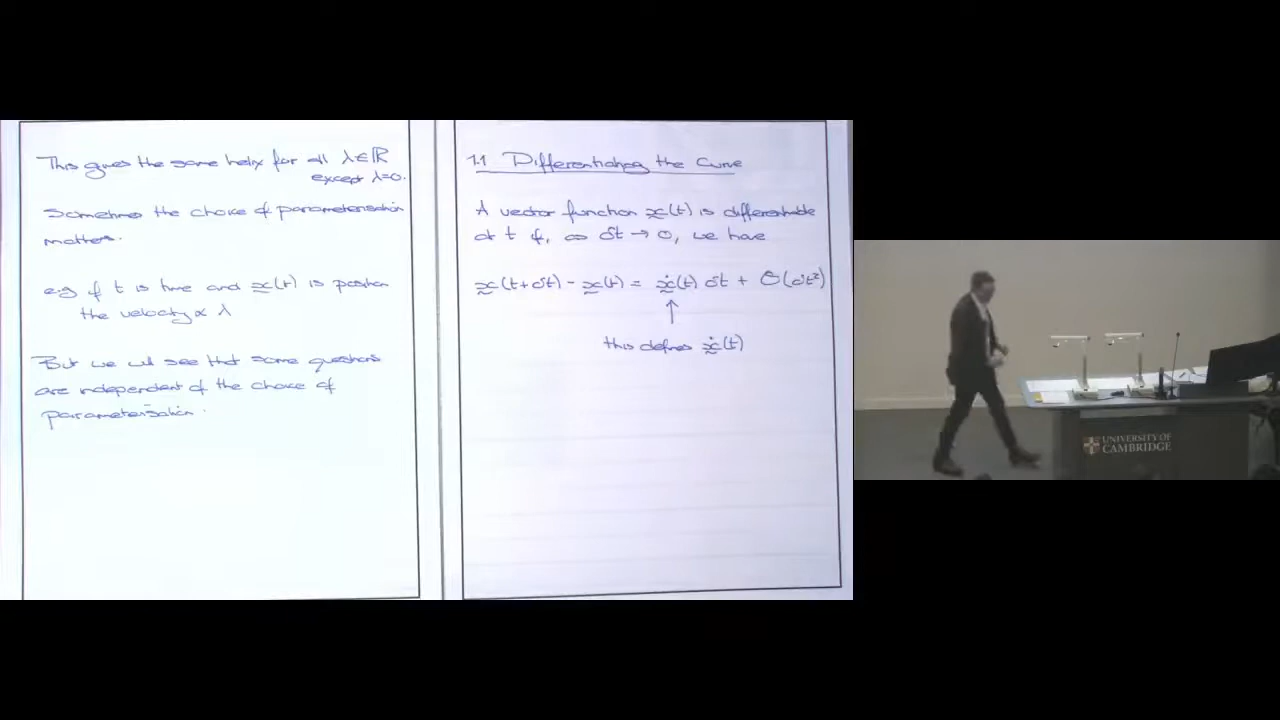 This gives the same helix for all λ∈ℝ
except λ=0.
Sometimes the choice of parameterisation
matters.
e.g. if t is time and x(t) is position
the velocity ∝ λ
But we will see that some questions
are independent of the choice of
parameterisation.
1.1 Differentiating the Curve
A vector function x(t) is differentiable
at t if, as δt → 0, we have
x(t+δt) - x(t) = ẋ(t) δt + O(δt²)
↑
this defines ẋ(t)
UNIVERSITY OF
CAMBRIDGE